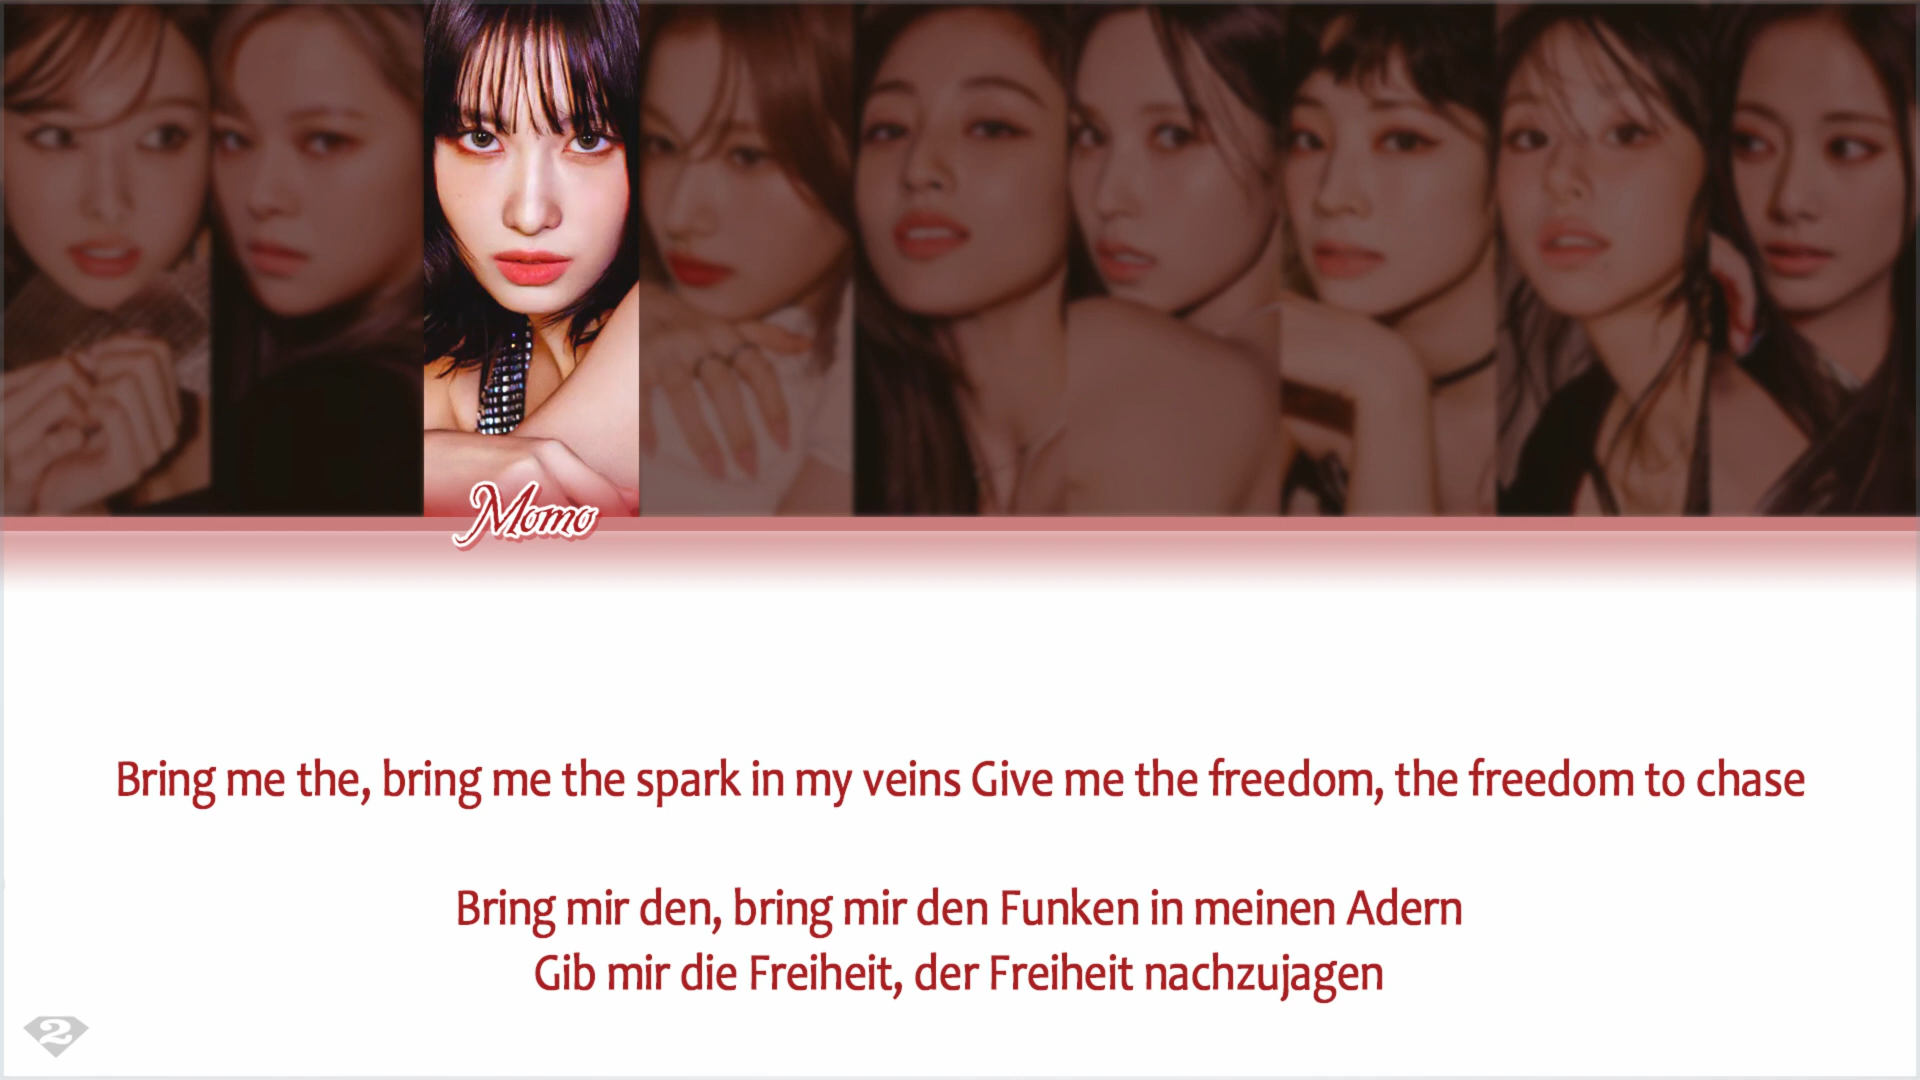 Momo
Bring me the, bring me the spark in my veins Give me the freedom, the freedom to chase
Bring mir den, bring mir den Funken in meinen Adern
Gib mir die Freiheit, der Freiheit nachzujagen
2